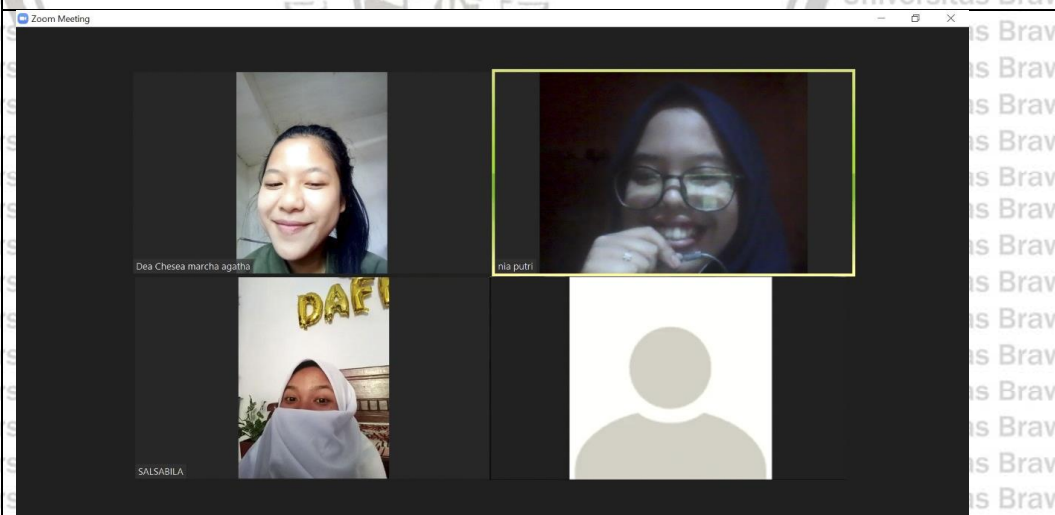 Zoom Meeting
Dea Chesea marcha agatha
nia putri
DAF
SALSABILA